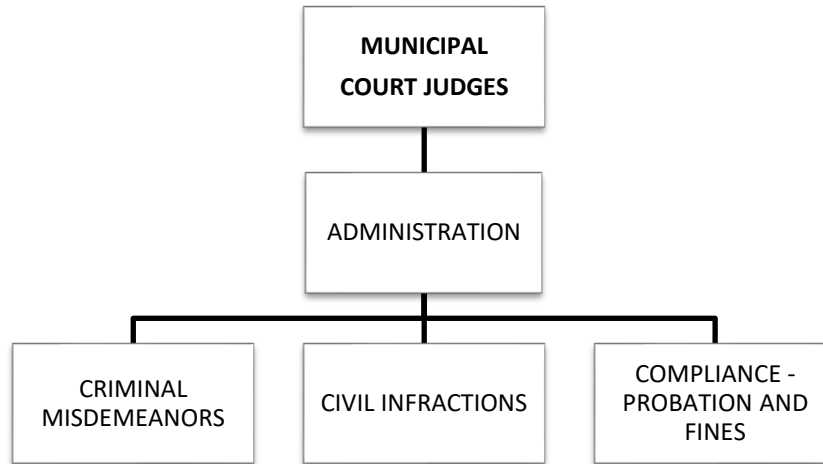 MUNICIPAL
COURT JUDGES
ADMINISTRATION
CRIMINAL
MISDEMEANORS
CIVIL INFRACTIONS
COMPLIANCE -
PROBATION AND
FINES